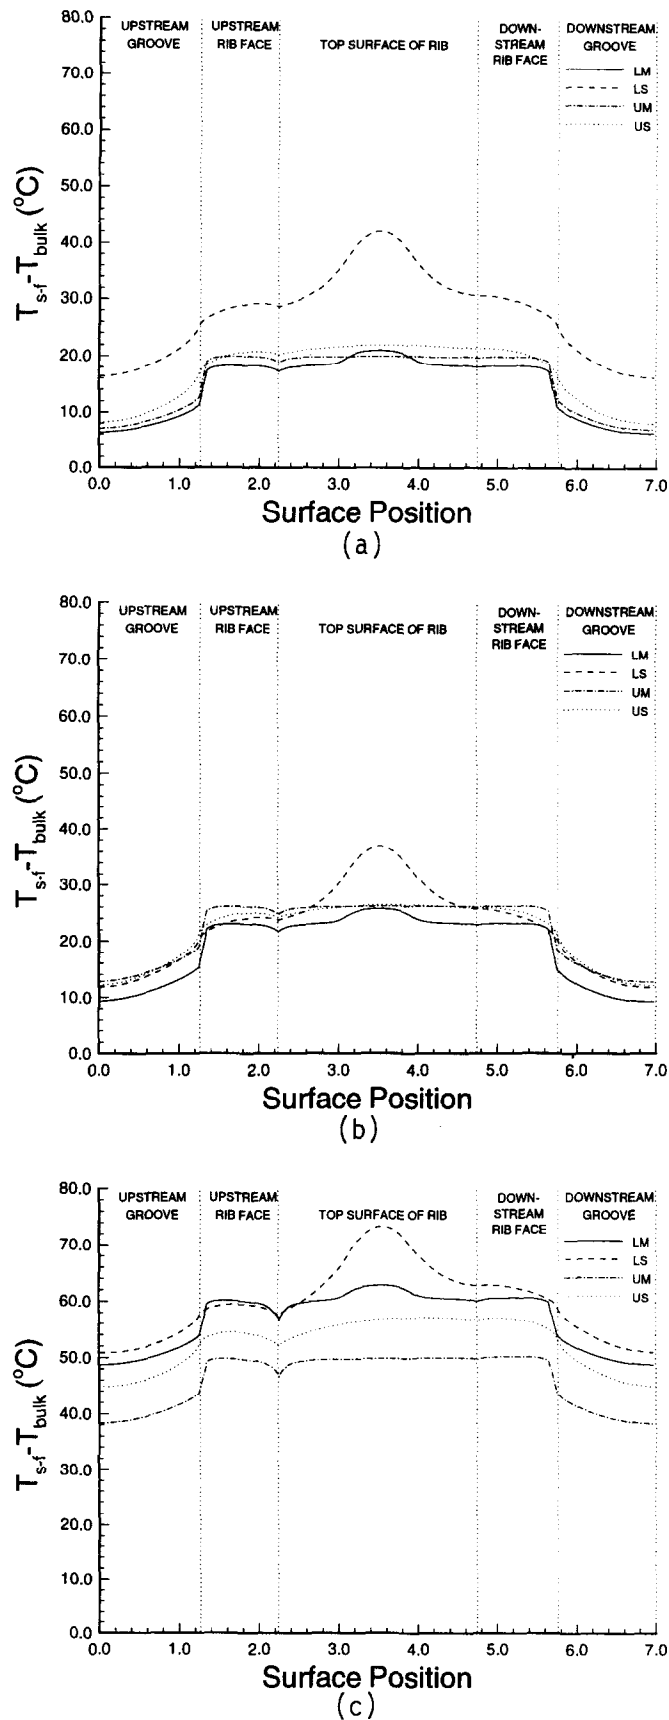 80.0
70.0
60.0
50.0
40.0
30.0
20.0
10.0
0.0
T_s-f-T_bulk (°C)
UPSTREAM GROOVE
UPSTREAM RIB FACE
TOP SURFACE OF RIB
DOWN-STREAM RIB FACE
DOWNSTREAM GROOVE
LM
LS
UM
US
0.0 1.0 2.0 3.0 4.0 5.0 6.0 7.0
Surface Position
(a)
80.0
70.0
60.0
50.0
40.0
30.0
20.0
10.0
0.0
T_s-f-T_bulk (°C)
UPSTREAM GROOVE
UPSTREAM RIB FACE
TOP SURFACE OF RIB
DOWN-STREAM RIB FACE
DOWNSTREAM GROOVE
LM
LS
UM
US
0.0 1.0 2.0 3.0 4.0 5.0 6.0 7.0
Surface Position
(b)
80.0
70.0
60.0
50.0
40.0
30.0
20.0
10.0
0.0
T_s-f-T_bulk (°C)
UPSTREAM GROOVE
UPSTREAM RIB FACE
TOP SURFACE OF RIB
DOWN-STREAM RIB FACE
DOWNSTREAM GROOVE
LM
LS
UM
US
0.0 1.0 2.0 3.0 4.0 5.0 6.0 7.0
Surface Position
(c)